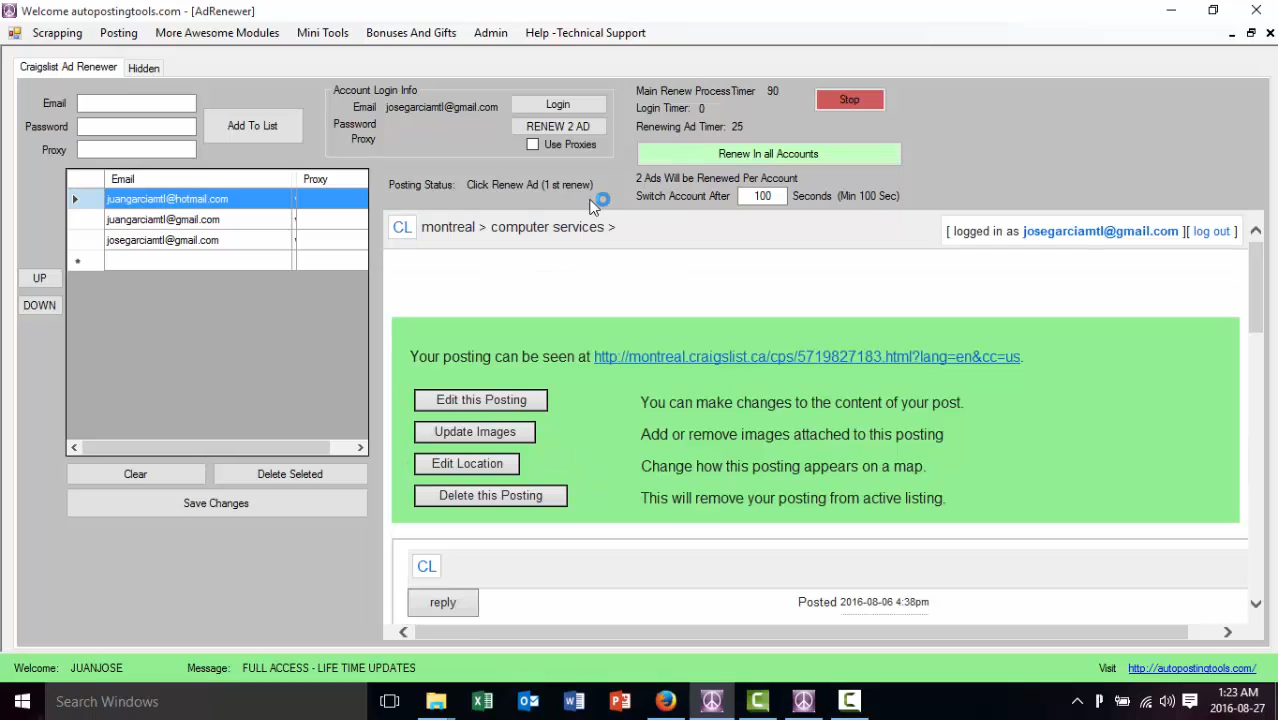 Welcome autopostingtools.com - [AdRenewer]
Scrapping Posting More Awesome Modules Mini Tools Bonuses And Gifts Admin Help -Technical Support
Craigslist Ad Renewer Hidden
Email
Password
Proxy
Add To List
Account Login Info
Email josegarciamtl@gmail.com Login
Password RENEW 2 AD
Proxy Use Proxies
Main Renew ProcessTimer 90 Stop
Login Timer: 0
Renewing Ad Timer: 25
Renew In all Accounts
2 Ads Will be Renewed Per Account
Switch Account After 100 Seconds (Min 100 Sec)
Posting Status: Click Renew Ad (1 st renew)
Email Proxy
juangarciamtl@hotmail.com
juangarciamtl@gmail.com
josegarciamtl@gmail.com
UP
DOWN
Clear Delete Seleted
Save Changes
CL montreal > computer services > [ logged in as josegarciamtl@gmail.com ][ log out ]
Your posting can be seen at http://montreal.craigslist.ca/cps/5719827183.html?lang=en&cc=us.
Edit this Posting You can make changes to the content of your post.
Update Images Add or remove images attached to this posting
Edit Location Change how this posting appears on a map.
Delete this Posting This will remove your posting from active listing.
CL
reply Posted 2016-08-06 4:38pm
Welcome: JUANJOSE Message: FULL ACCESS - LIFE TIME UPDATES Visit http://autopostingtools.com/
Search Windows
1:23 AM
2016-08-27